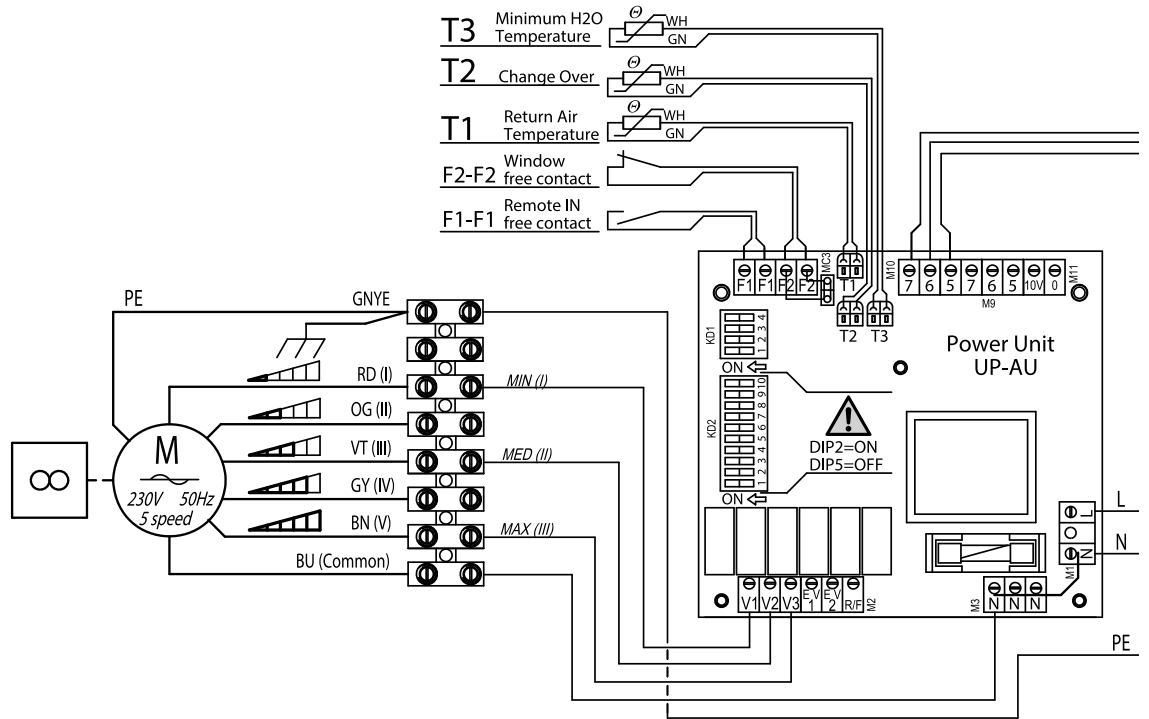 T3 Minimum H2O
Temperature
Θ
WH
GN
T2 Change Over
Θ
WH
GN
T1 Return Air
Temperature
Θ
WH
GN
F2-F2 Window
free contact
F1-F1 Remote IN
free contact
F1 F1 F2 F2
MC3
T1
M10
7 6 5 7 6 5 10V 0
M9
M11
T2 T3
Power Unit
UP-AU
KD1
1 2 3 4
ON
KD2
1 2 3 4 5 6 7 8 9 10
ON
DIP2=ON
DIP5=OFF
PE
GNYE
RD (I)
MIN (I)
OG (II)
VT (III)
MED (II)
GY (IV)
BN (V)
MAX (III)
BU (Common)
M
230V 50Hz
5 speed
V1 V2 V3 EV1 EV2 R/F
M2
M3
N N N
M1
L
N
L
N
PE